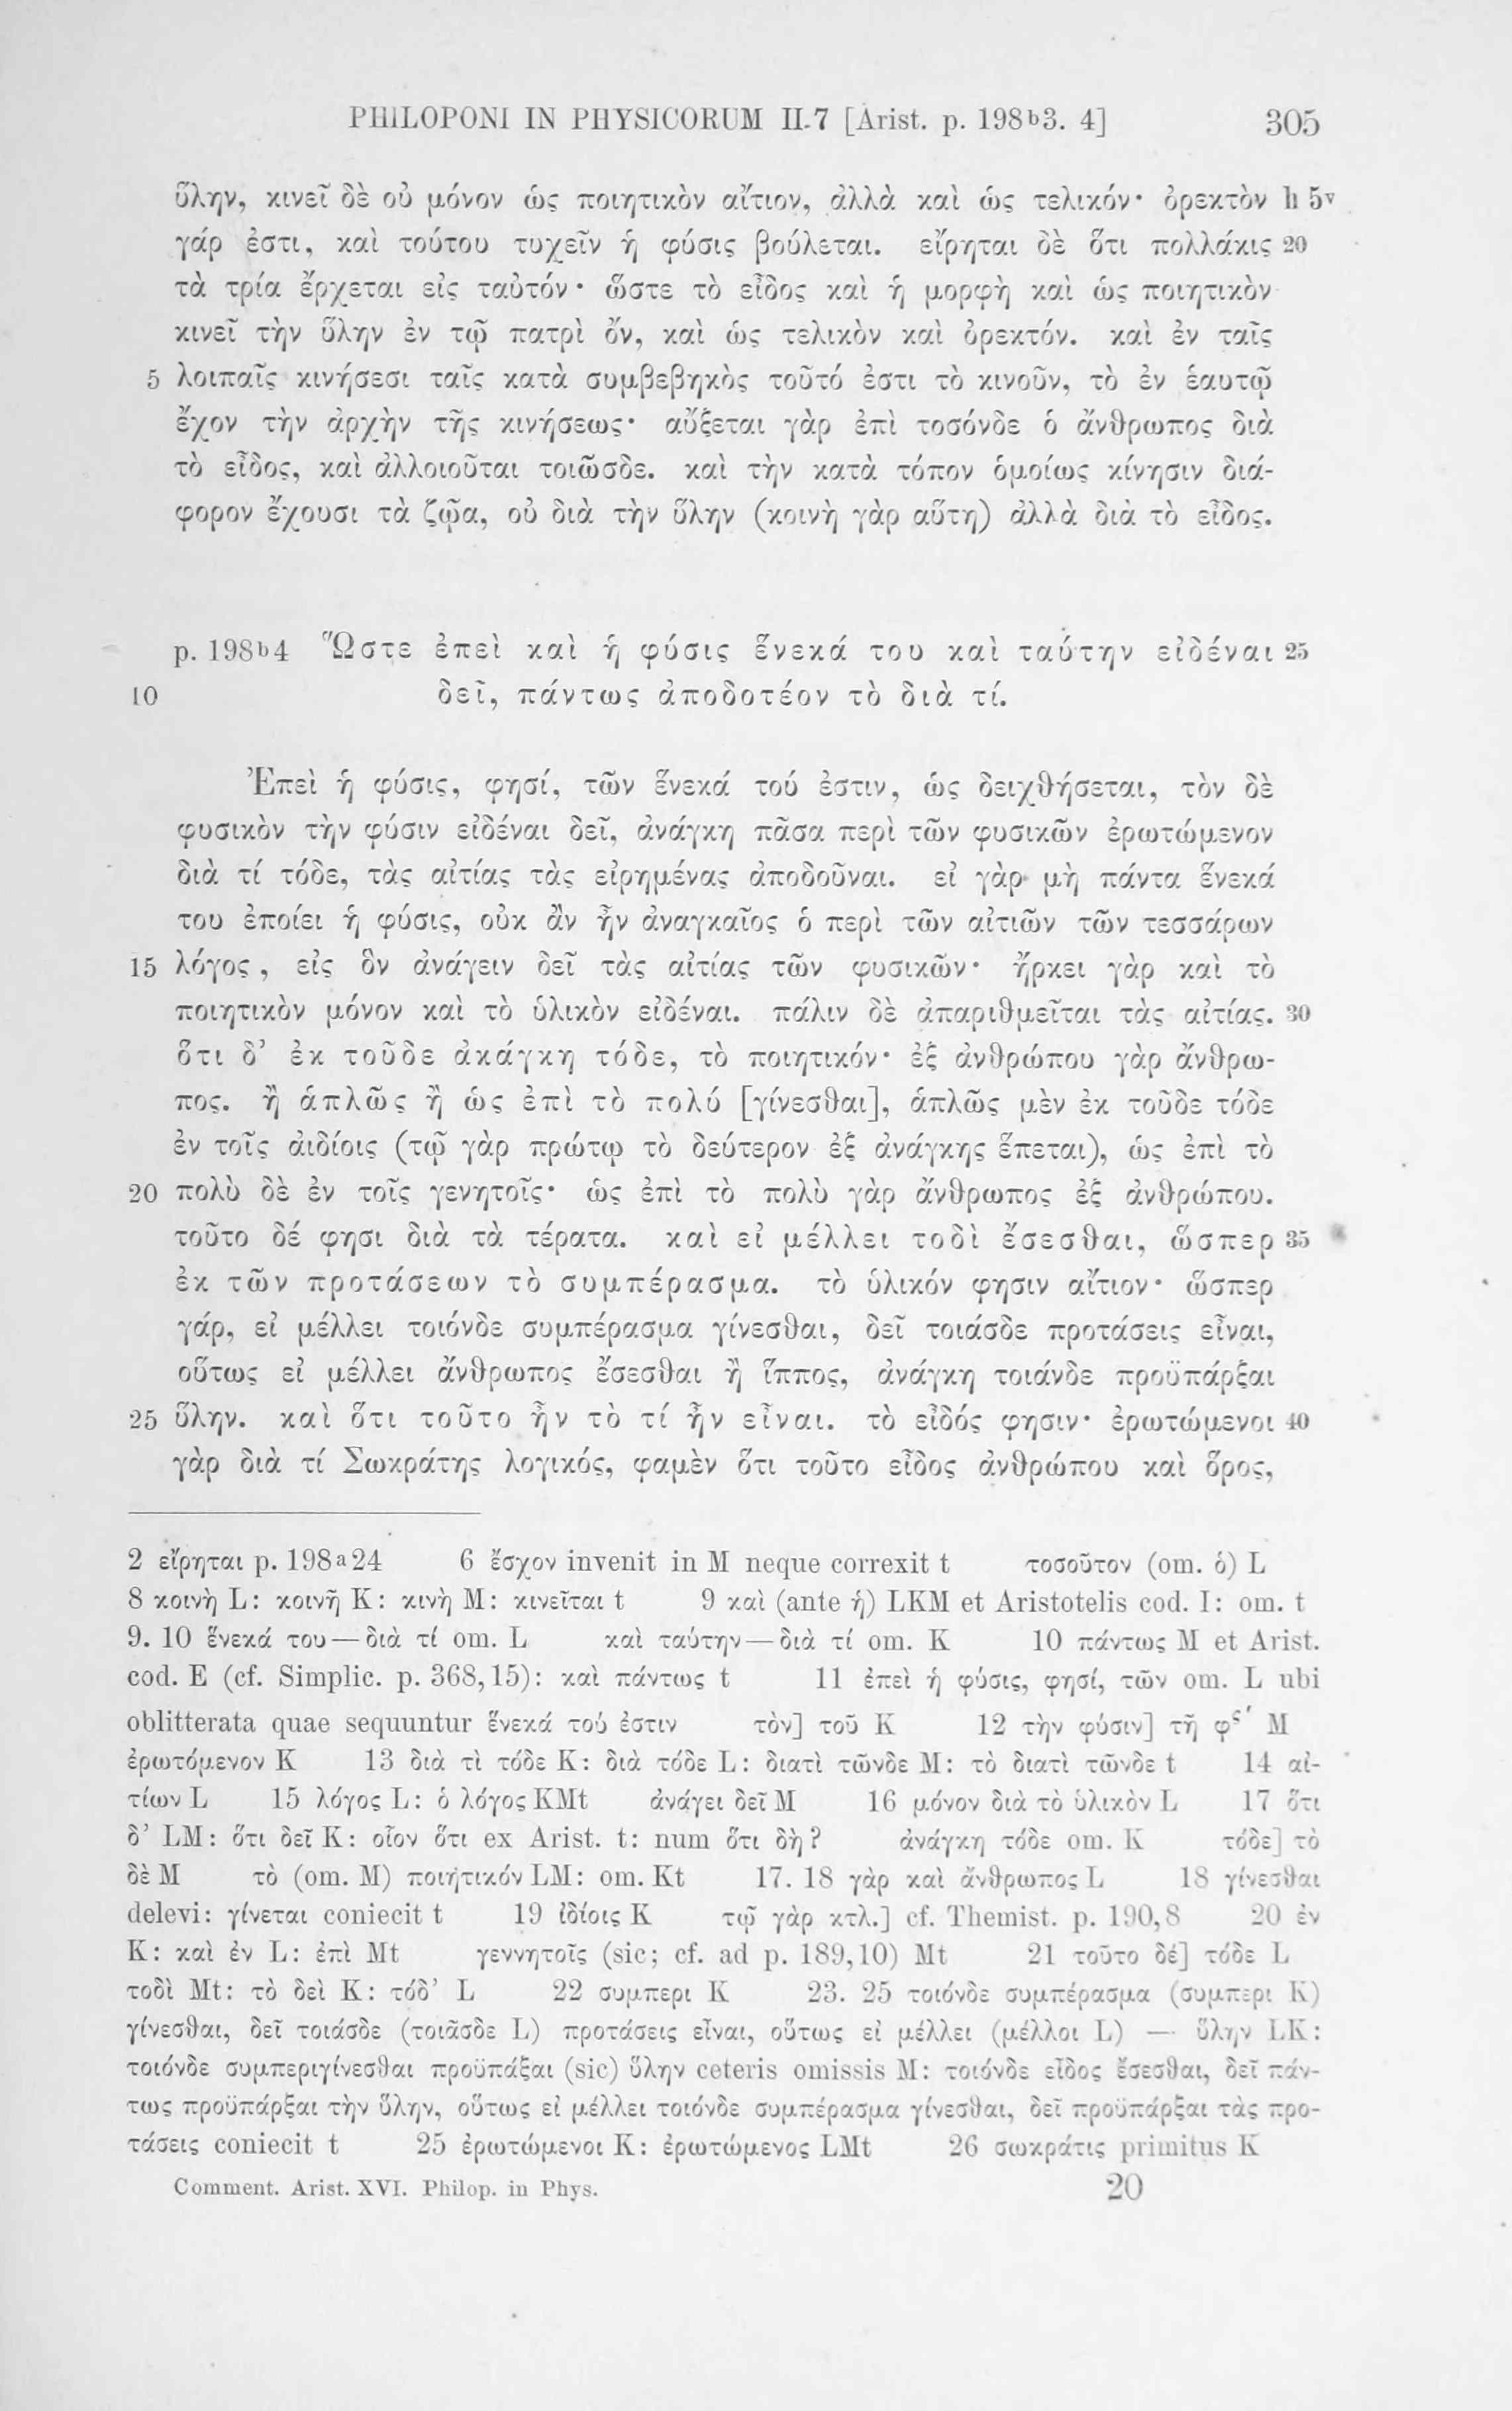 PHILOPONI IN PHYSICORUM II 7 [Arist. p. 198ᵇ3. 4] 305
ὕλην, κινεῖ δὲ οὐ μόνον ὡς ποιητικὸν αἴτιον, ἀλλὰ καὶ ὡς τελικόν· ὀρεκτὸν h 5ᵛ
γάρ ἐστι, καὶ τούτου τυχεῖν ἡ φύσις βούλεται. εἴρηται δὲ ὅτι πολλάκις 20
τὰ τρία ἔρχεται εἰς ταὐτόν· ὥστε τὸ εἶδος καὶ ἡ μορφὴ καὶ ὡς ποιητικὸν
κινεῖ τὴν ὕλην ἐν τῷ πατρὶ ὄν, καὶ ὡς τελικὸν καὶ ὀρεκτόν. καὶ ἐν ταῖς
5 λοιπαῖς κινήσεσι ταῖς κατὰ συμβεβηκὸς τοῦτό ἐστι τὸ κινοῦν, τὸ ἐν ἑαυτῷ
ἔχον τὴν ἀρχὴν τῆς κινήσεως· αὔξεται γὰρ ἐπὶ τοσόνδε ὁ ἄνθρωπος διὰ
τὸ εἶδος, καὶ ἀλλοιοῦται τοιῶσδε. καὶ τὴν κατὰ τόπον ὁμοίως κίνησιν διά-
φορον ἔχουσι τὰ ζῷα, οὐ διὰ τὴν ὕλην (κοινὴ γὰρ αὕτη) ἀλλὰ διὰ τὸ εἶδος.
p. 198ᵇ4 Ὥστε ἐπεὶ καὶ ἡ φύσις ἕνεκά του καὶ ταύτην εἰδέναι 25
10 δεῖ, πάντως ἀποδοτέον τὸ διὰ τί.
Ἐπεὶ ἡ φύσις, φησί, τῶν ἕνεκά τού ἐστιν, ὡς δειχθήσεται, τὸν δὲ
φυσικὸν τὴν φύσιν εἰδέναι δεῖ, ἀνάγκη πᾶσα περὶ τῶν φυσικῶν ἐρωτώμενον
διὰ τί τόδε, τὰς αἰτίας τὰς εἰρημένας ἀποδοῦναι. εἰ γὰρ μὴ πάντα ἕνεκά
του ἐποίει ἡ φύσις, οὐκ ἂν ἦν ἀναγκαῖος ὁ περὶ τῶν αἰτιῶν τῶν τεσσάρων
15 λόγος, εἰς ὃν ἀνάγειν δεῖ τὰς αἰτίας τῶν φυσικῶν· ἤρκει γὰρ καὶ τὸ
ποιητικὸν μόνον καὶ τὸ ὑλικὸν εἰδέναι. πάλιν δὲ ἀπαριθμεῖται τὰς αἰτίας. 30
ὅτι δ’ ἐκ τοῦδε ἀκάγκη τόδε, τὸ ποιητικόν· ἐξ ἀνθρώπου γὰρ ἄνθρω-
πος. ἢ ἁπλῶς ἢ ὡς ἐπὶ τὸ πολύ [γίνεσθαι], ἁπλῶς μὲν ἐκ τοῦδε τόδε
ἐν τοῖς ἀιδίοις (τῷ γὰρ πρώτῳ τὸ δεύτερον ἐξ ἀνάγκης ἕπεται), ὡς ἐπὶ τὸ
20 πολὺ δὲ ἐν τοῖς γενητοῖς· ὡς ἐπὶ τὸ πολὺ γὰρ ἄνθρωπος ἐξ ἀνθρώπου.
τοῦτο δέ φησι διὰ τὰ τέρατα. καὶ εἰ μέλλει τοδὶ ἔσεσθαι, ὥσπερ 35
ἐκ τῶν προτάσεων τὸ συμπέρασμα. τὸ ὑλικόν φησιν αἴτιον· ὥσπερ
γάρ, εἰ μέλλει τοιόνδε συμπέρασμα γίνεσθαι, δεῖ τοιάσδε προτάσεις εἶναι,
οὕτως εἰ μέλλει ἄνθρωπος ἔσεσθαι ἢ ἵππος, ἀνάγκη τοιάνδε προϋπάρξαι
25 ὕλην. καὶ ὅτι τοῦτο ἦν τὸ τί ἦν εἶναι. τὸ εἶδός φησιν· ἐρωτώμενοι 40
γὰρ διὰ τί Σωκράτης λογικός, φαμὲν ὅτι τοῦτο εἶδος ἀνθρώπου καὶ ὅρος,
2 εἴρηται p. 198ᵃ24 6 ἔσχον invenit in M neque correxit t τοσοῦτον (om. ὁ) L
8 κοινὴ L: κοινῆ K: κινὴ M: κινεῖται t 9 καὶ (ante ἡ) LKM et Aristotelis cod. I: om. t
9. 10 ἕνεκά του—διὰ τί om. L καὶ ταύτην—διὰ τί om. K 10 πάντως M et Arist.
cod. E (cf. Simplic. p. 368,15): καὶ πάντως t 11 ἐπεὶ ἡ φύσις, φησί, τῶν om. L ubi
oblitterata quae sequuntur ἕνεκά τού ἐστιν τὸν] τοῦ K 12 τὴν φύσιν] τῆ φˢ′ M
ἐρωτόμενον K 13 διὰ τὶ τόδε K: διὰ τόδε L: διατὶ τῶνδε M: τὸ διατὶ τῶνδε t 14 αἰ-
τίων L 15 λόγος L: ὁ λόγος KMt ἀνάγει δεῖ M 16 μόνον διὰ τὸ ὑλικὸν L 17 ὅτι
δ’ LM: ὅτι δεῖ K: οἷον ὅτι ex Arist. t: num ὅτι δὴ? ἀνάγκη τόδε om. K τόδε] τὸ
δὲ M τὸ (om. M) ποιητικόν LM: om. Kt 17. 18 γὰρ καὶ ἄνθρωπος L 18 γίνεσθαι
delevi: γίνεται coniecit t 19 ἰδίοις K τῷ γὰρ κτλ.] cf. Themist. p. 190,8 20 ἐν
K: καὶ ἐν L: ἐπὶ Mt γεννητοῖς (sic; cf. ad p. 189,10) Mt 21 τοῦτο δέ] τόδε L
τοδὶ Mt: τὸ δεὶ K: τόδ’ L 22 συμπερι K 23. 25 τοιόνδε συμπέρασμα (συμπερι K)
γίνεσθαι, δεῖ τοιάσδε (τοιᾶσδε L) προτάσεις εἶναι, οὕτως εἰ μέλλει (μέλλοι L) — ὕλην LK:
τοιόνδε συμπεριγίνεσθαι προϋπάξαι (sic) ὕλην ceteris omissis M: τοιόνδε εἶδος ἔσεσθαι, δεῖ πάν-
τως προϋπάρξαι τὴν ὕλην, οὕτως εἰ μέλλει τοιόνδε συμπέρασμα γίνεσθαι, δεῖ προϋπάρξαι τὰς προ-
τάσεις coniecit t 25 ἐρωτώμενοι K: ἐρωτώμενος LMt 26 σωκράτις primitus K
Comment. Arist. XVI. Philop. in Phys. 20